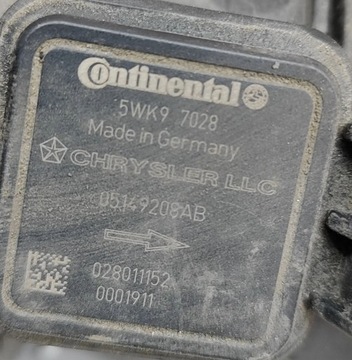 Continental
5WK9 7028
Made in Germany
CHRYSLER LLC
05149208AB
028011152
0001911